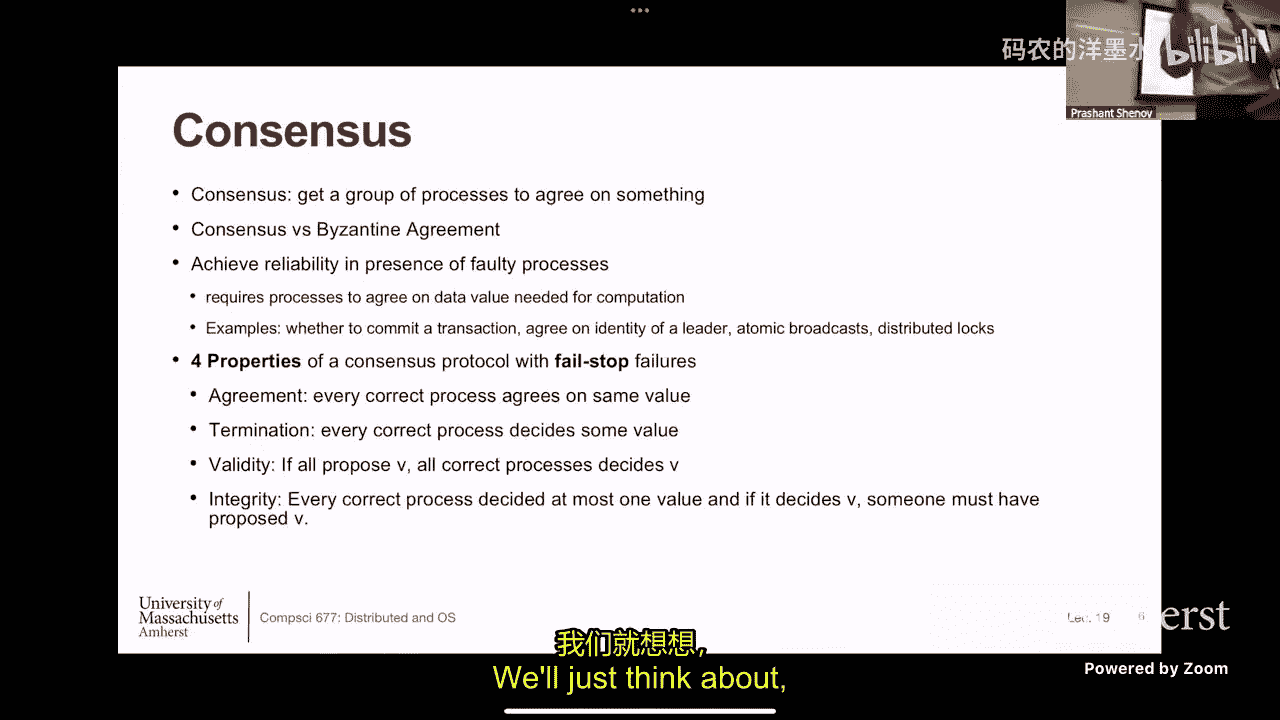 码农的洋墨水
bilibili
Prashant Shenoy
Consensus
• Consensus: get a group of processes to agree on something
• Consensus vs Byzantine Agreement
• Achieve reliability in presence of faulty processes
• requires processes to agree on data value needed for computation
• Examples: whether to commit a transaction, agree on identity of a leader, atomic broadcasts, distributed locks
• 4 Properties of a consensus protocol with fail-stop failures
• Agreement: every correct process agrees on same value
• Termination: every correct process decides some value
• Validity: If all propose v, all correct processes decides v
• Integrity: Every correct process decided at most one value and if it decides v, someone must have
proposed v.
University of
Massachusetts
Amherst
Compsci 677: Distributed and OS
Lec. 19
6
erst
我们就想想，
We'll just think about,
Powered by Zoom